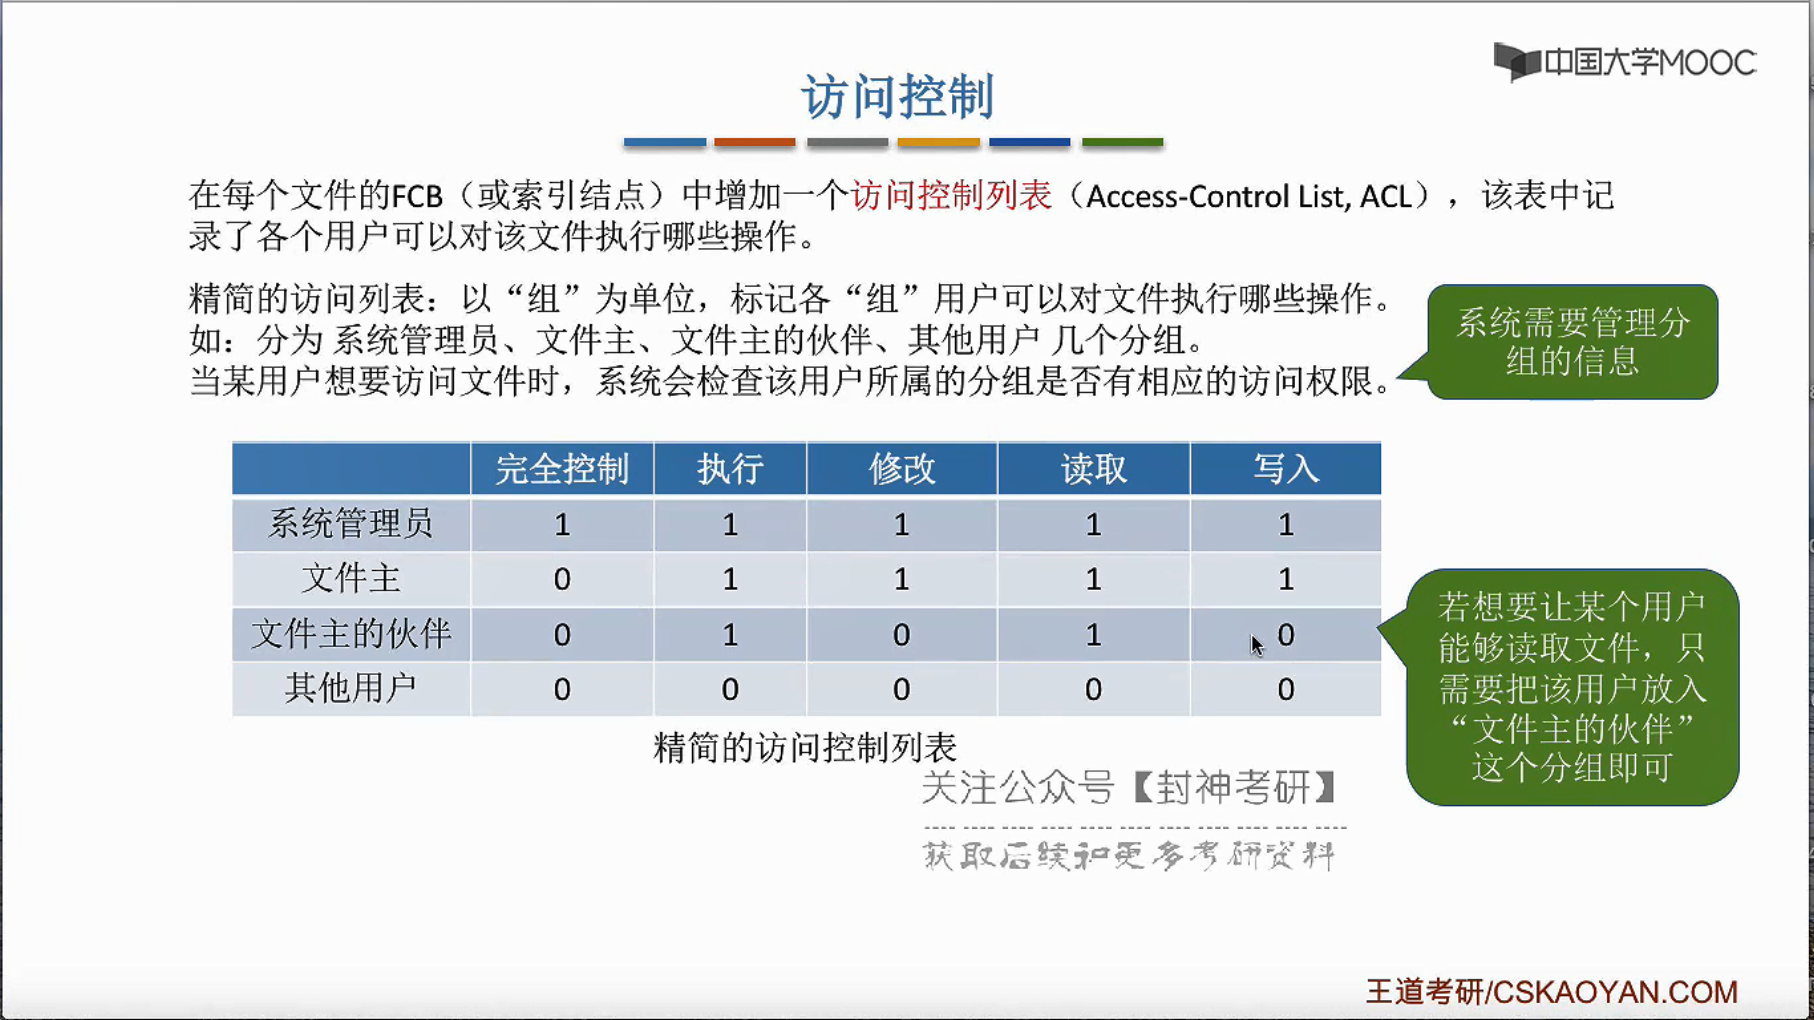 中国大学MOOC
访问控制
在每个文件的FCB（或索引结点）中增加一个访问控制列表（Access-Control List, ACL），该表中记
录了各个用户可以对该文件执行哪些操作。
精简的访问列表：以“组”为单位，标记各“组”用户可以对文件执行哪些操作。
如：分为 系统管理员、文件主、文件主的伙伴、其他用户 几个分组。
当某用户想要访问文件时，系统会检查该用户所属的分组是否有相应的访问权限。
系统需要管理分
组的信息
完全控制 执行 修改 读取 写入
系统管理员 1 1 1 1 1
文件主 0 1 1 1 1
文件主的伙伴 0 1 0 1 0
其他用户 0 0 0 0 0
若想要让某个用户
能够读取文件，只
需要把该用户放入
“文件主的伙伴”
这个分组即可
精简的访问控制列表
关注公众号【封神考研】
获取后续和更多考研资料
王道考研/CSKAOYAN.COM